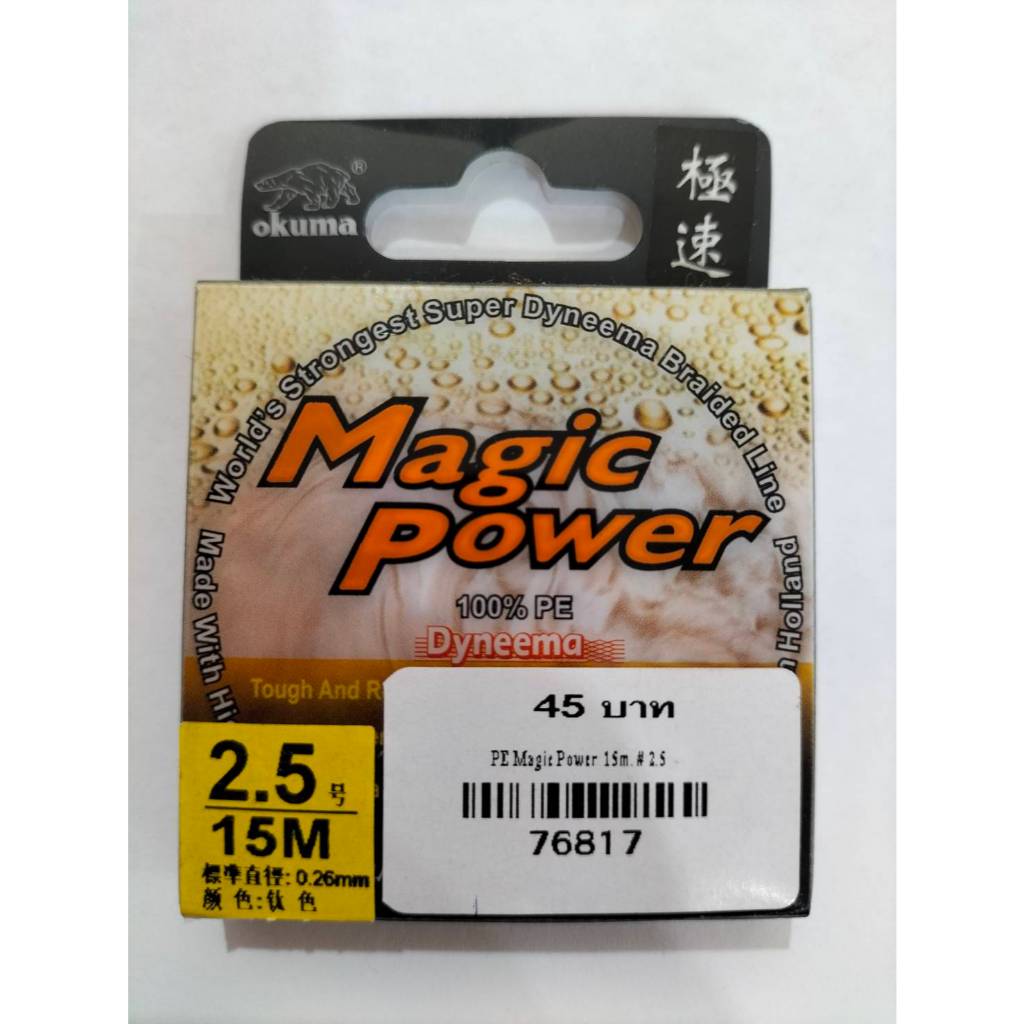 ®
okuma
極速
World's Strongest Super Dyneema Braided Line
Magic
Power
100% PE
Dyneema
Made With
Holland
Tough And
45 บาท
PE Magic Power 15m. # 2.5
76817
2.5号
15M
標準直徑: 0.26mm
颜 色:钛 色